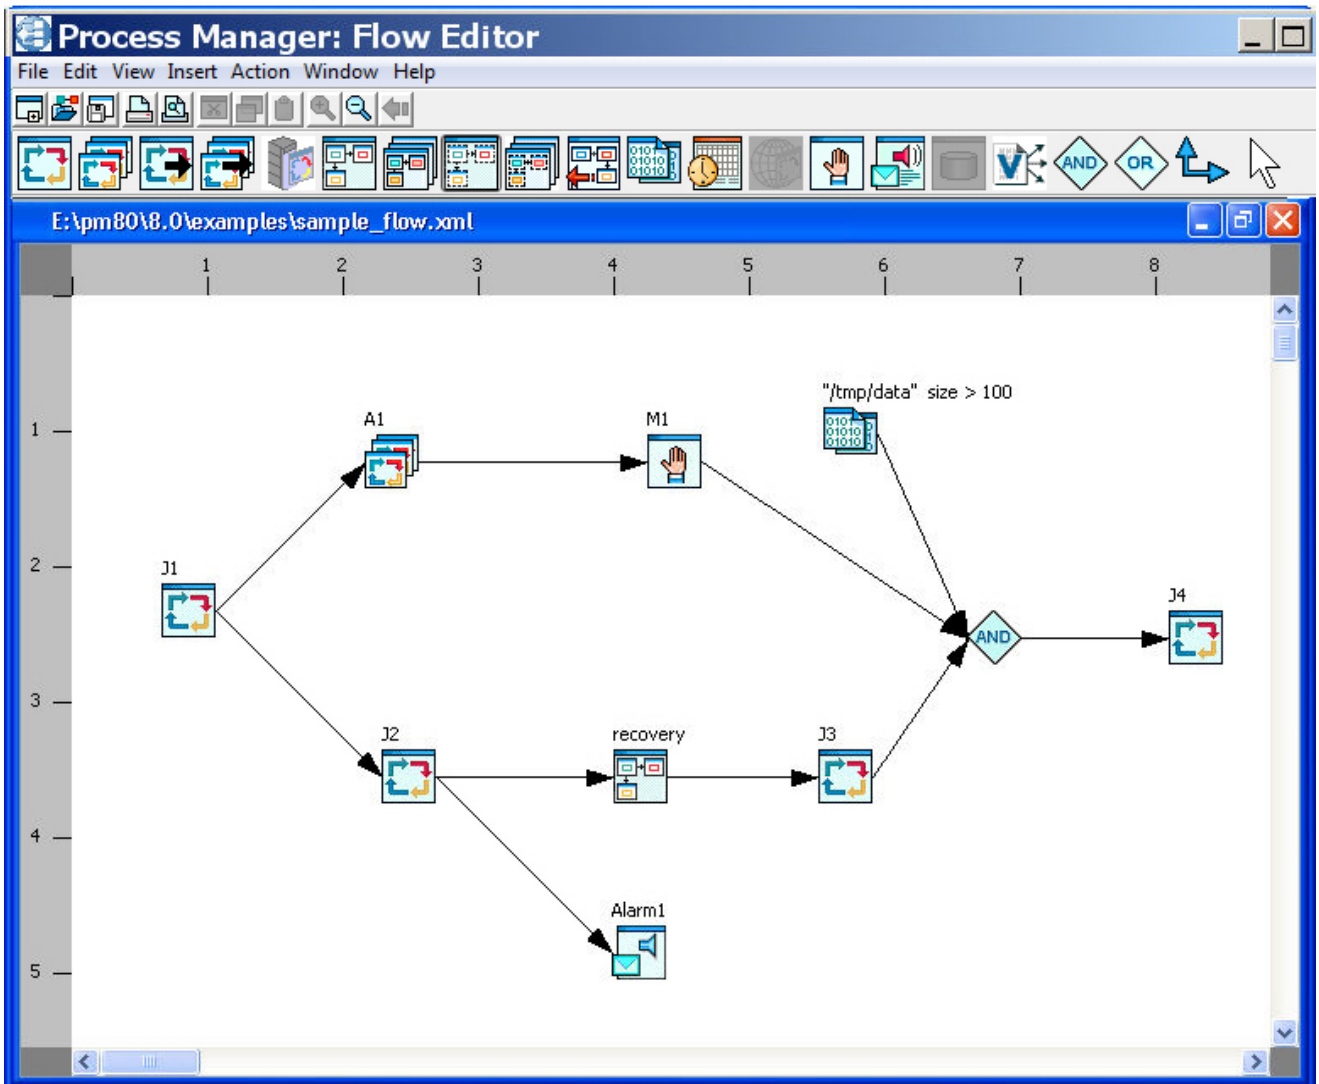 Process Manager: Flow Editor
File Edit View Insert Action Window Help
AND OR
E:\pm80\8.0\examples\sample_flow.xml
1 2 3 4 5 6 7 8
"/tmp/data" size > 100
A1 M1
1
01010
01010
2
J1
J4
AND
3
J2 recovery J3
4
Alarm1
5